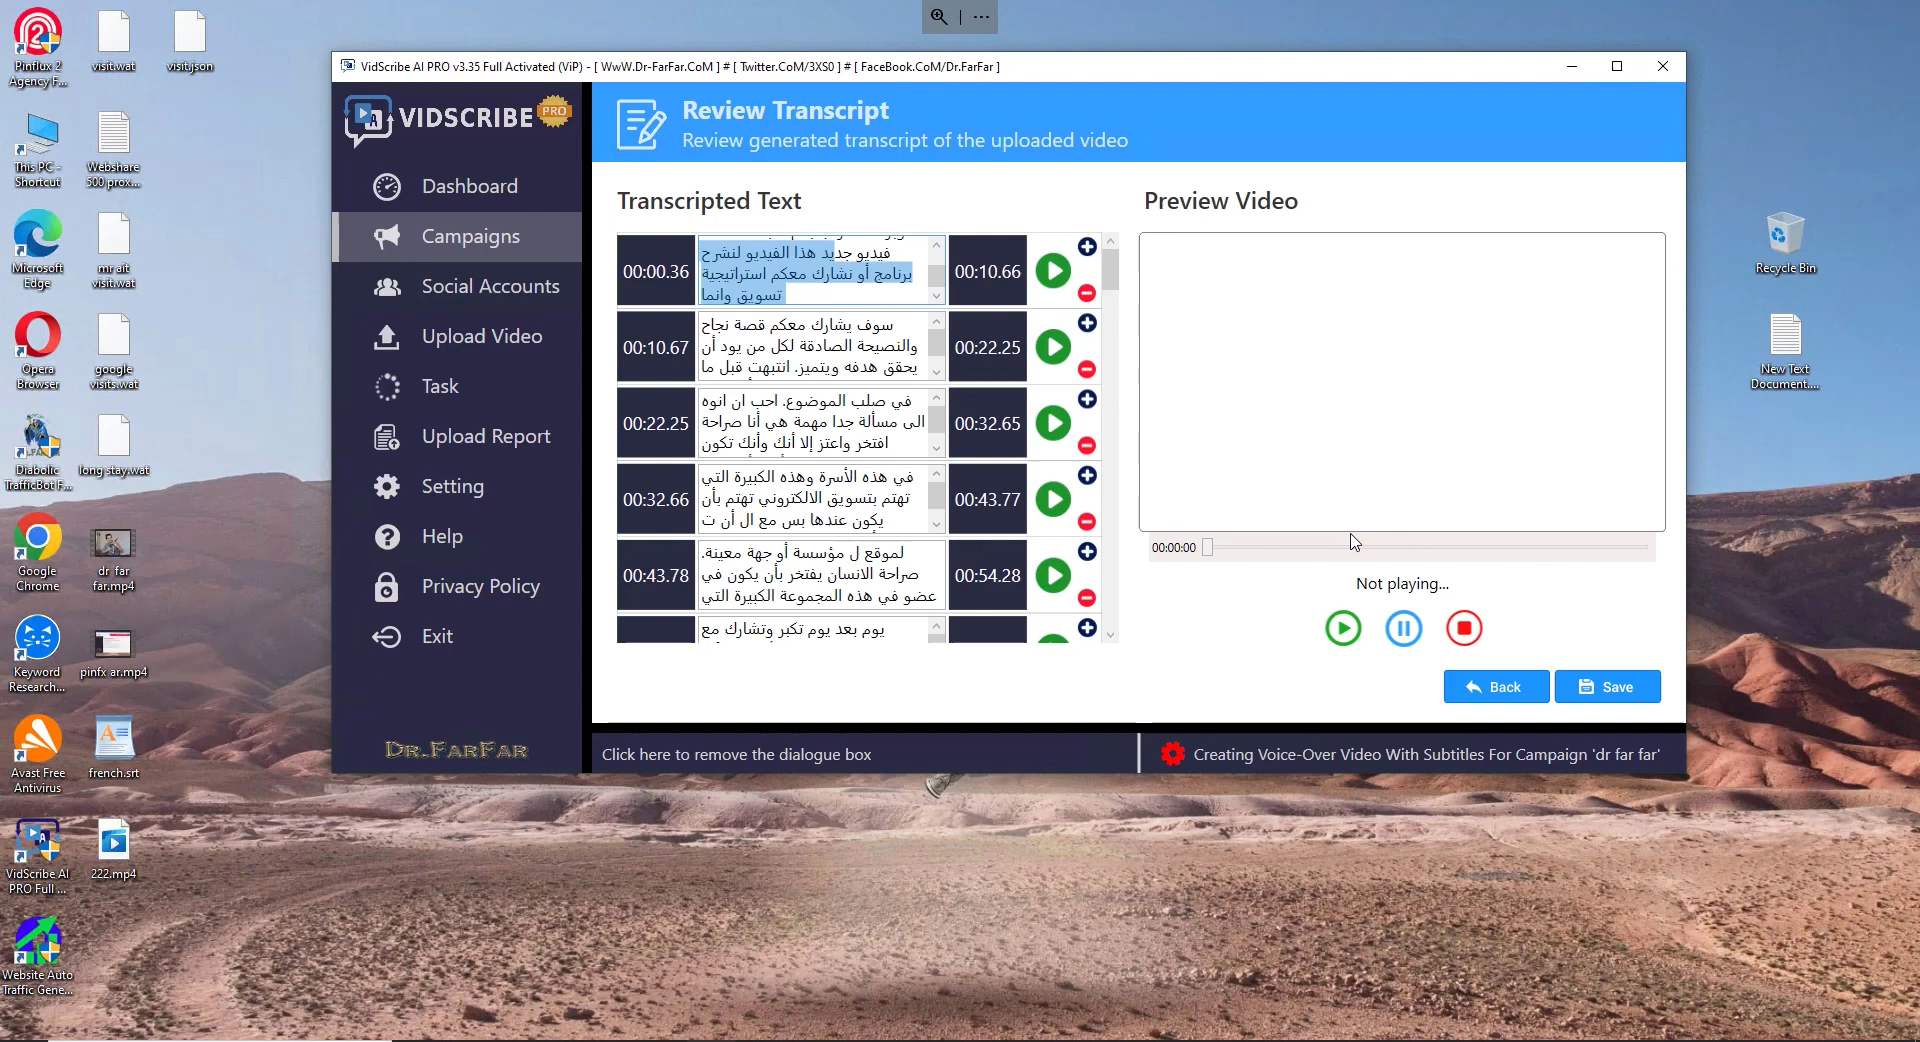 Pinflux 2
Agency F...
visit.wat
visit.json
This PC -
Shortcut
Webshare
500 prox...
Microsoft
Edge
mr ait
visit.wat
Opera
Browser
google
visits.wat
Diabolic
TrafficBot F...
long stay.wat
Google
Chrome
dr far
far.mp4
Keyword
Research...
pinfx ar.mp4
Avast Free
Antivirus
french.srt
VidScribe AI
PRO Full ...
222.mp4
Website Auto
Traffic Gene...
VidScribe AI PRO v3.35 Full Activated (ViP) - [ WwW.Dr-FarFar.CoM ] # [ Twitter.CoM/3XS0 ] # [ FaceBook.CoM/Dr.FarFar ]
VIDSCRIBE PRO
Dashboard
Campaigns
Social Accounts
Upload Video
Task
Upload Report
Setting
Help
Privacy Policy
Exit
DR.FARFAR
Review Transcript
Review generated transcript of the uploaded video
Transcripted Text
00:00.36
فيديو جديد هذا الفيديو لنشرح
برنامج أو نشارك معكم استراتيجية
تسويق وانما
00:10.66
00:10.67
سوف يشارك معكم قصة نجاح
والنصيحة الصادقة لكل من يود أن
يحقق هدفه ويتميز. انتبهت قبل ما
00:22.25
00:22.25
في صلب الموضوع. احب ان انوه
الى مسألة جدا مهمة هي أنا صراحة
افتخر واعتز إلا أنك وأنك تكون
00:32.65
00:32.66
في هذه الأسرة وهذه الكبيرة التي
تهتم بتسويق الالكتروني تهتم بأن
يكون عندها بس مع ال أن ت
00:43.77
00:43.78
لموقع ل مؤسسة أو جهة معينة.
صراحة الانسان يفتخر بأن يكون في
عضو في هذه المجموعة الكبيرة التي
00:54.28
يوم بعد يوم تكبر وتشارك مع
Preview Video
00:00:00
Not playing...
Back
Save
Click here to remove the dialogue box
Creating Voice-Over Video With Subtitles For Campaign 'dr far far'
Recycle Bin
New Text
Document....